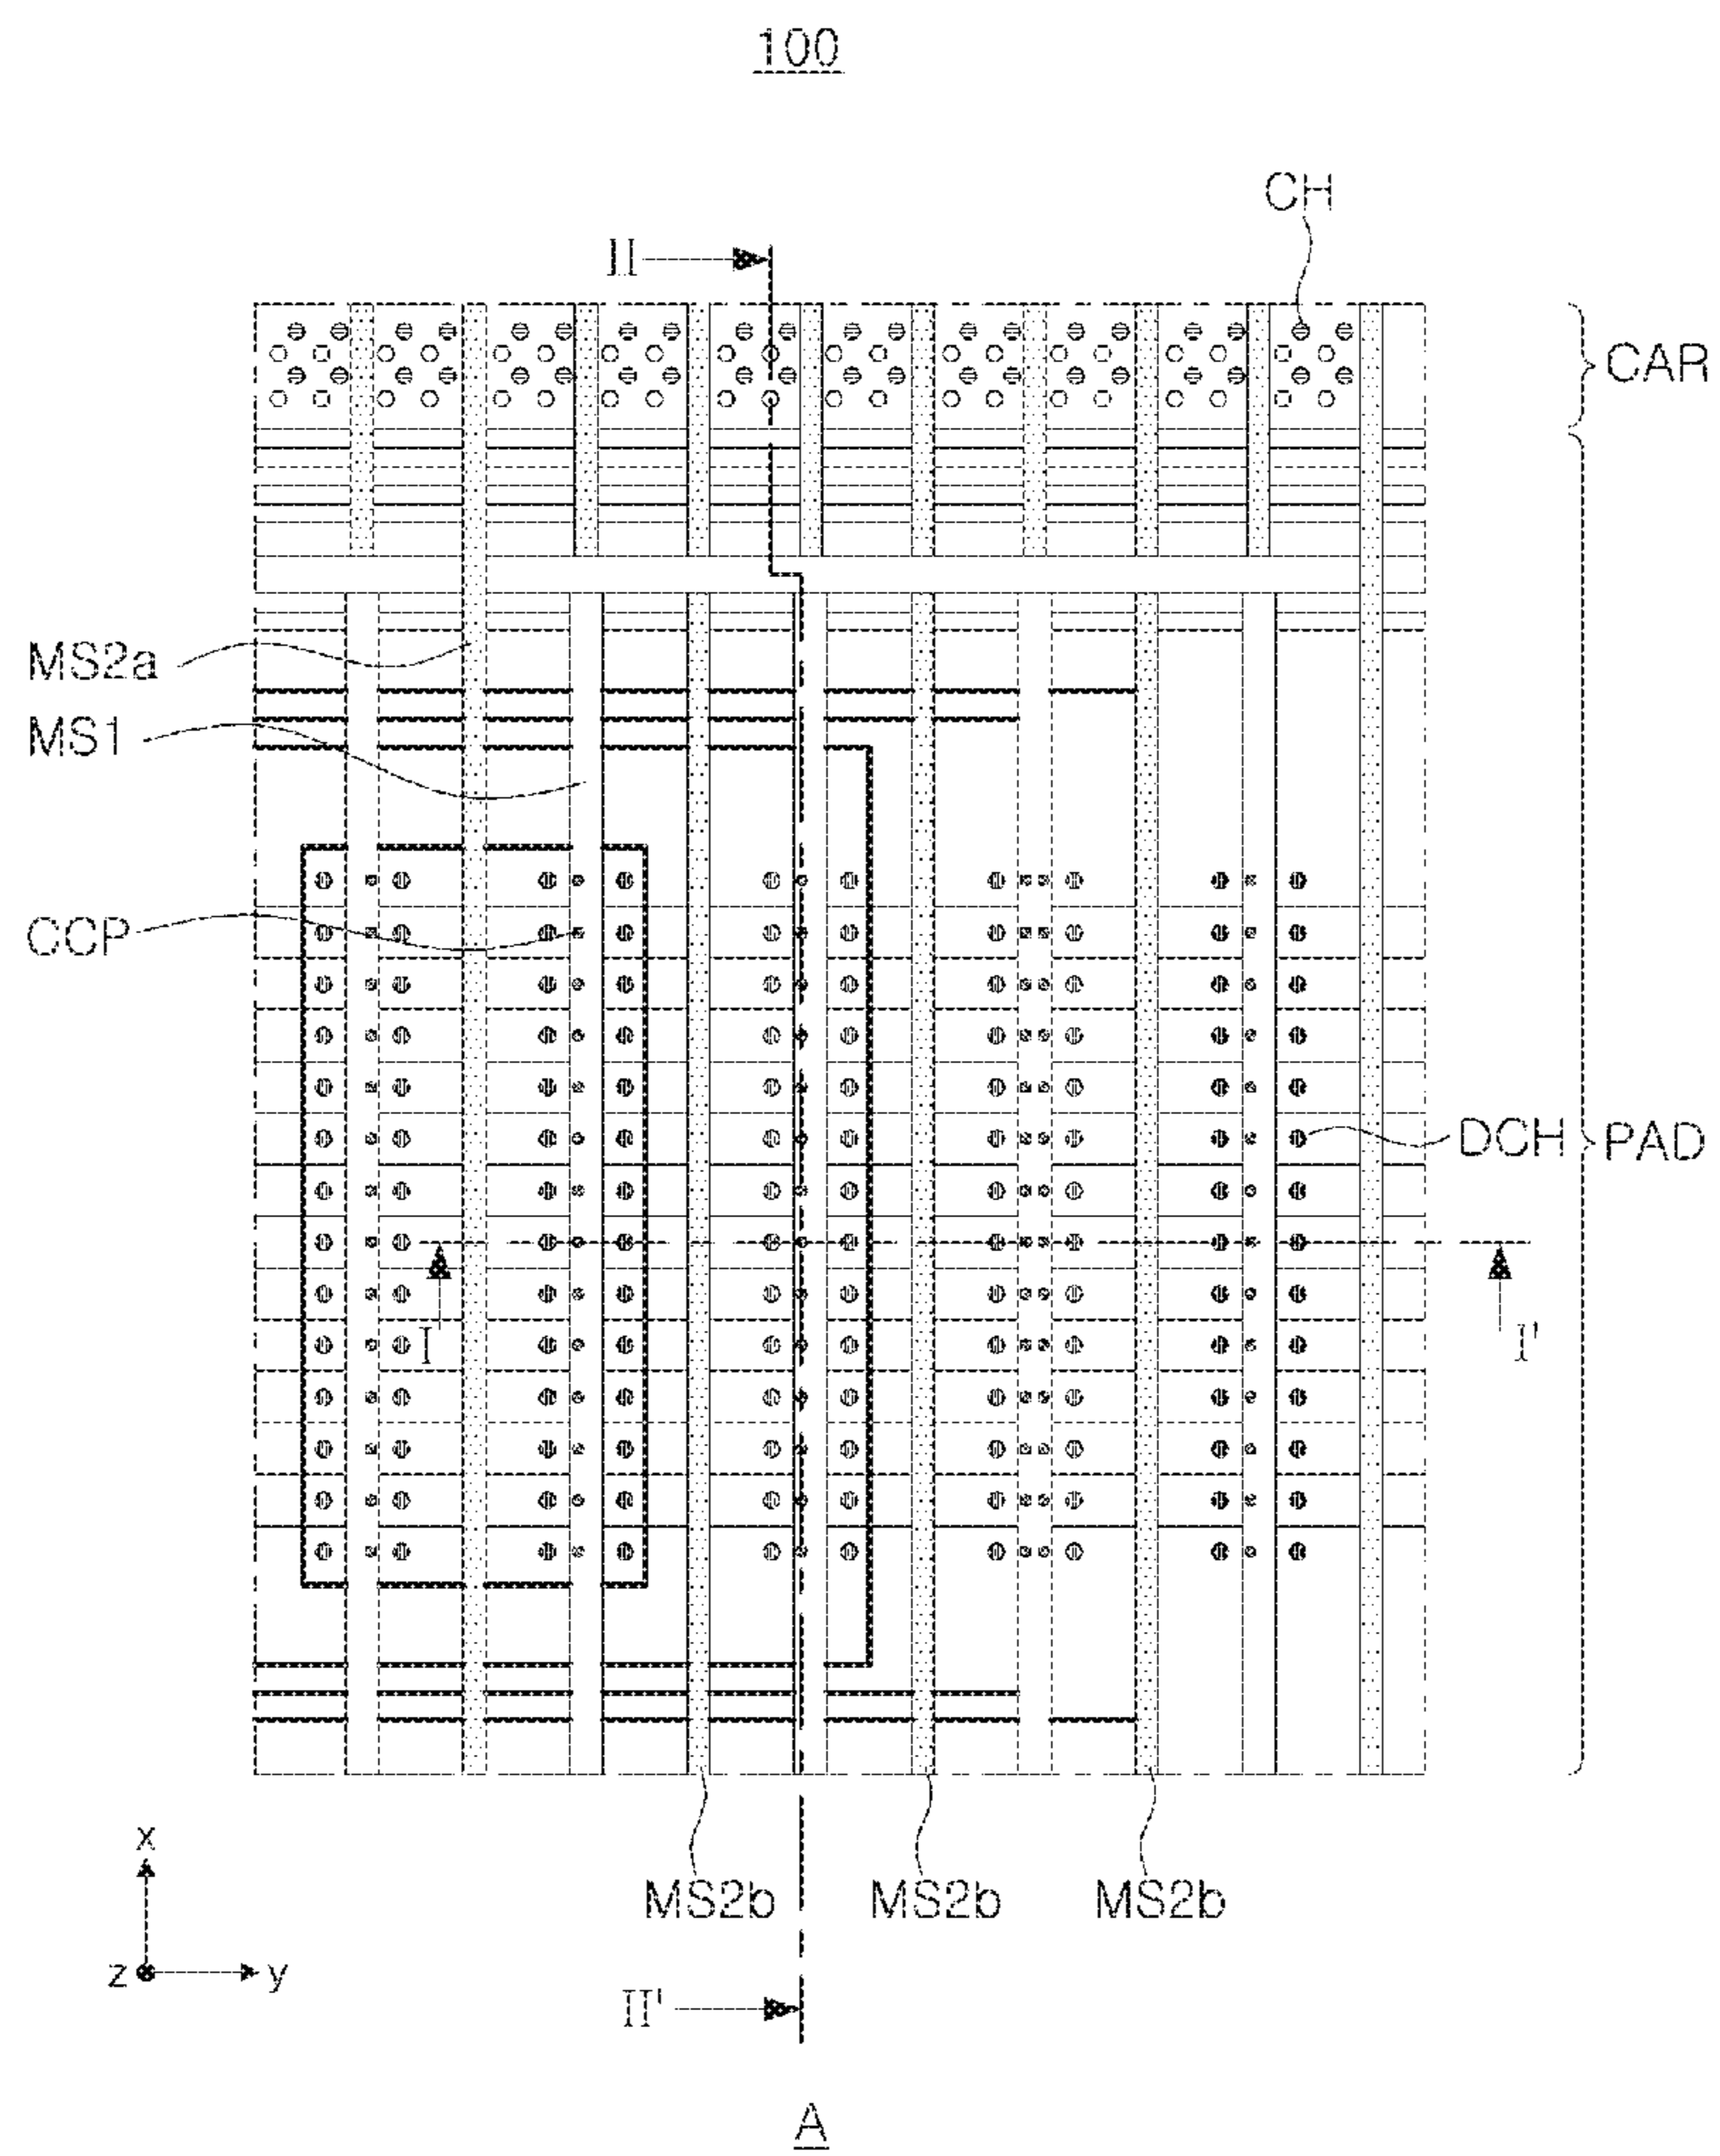 100
CH
II
CAR
MS2a
MS1
CCP
DCH
PAD
I
I'
x
MS2b
MS2b
MS2b
z
y
II'
A